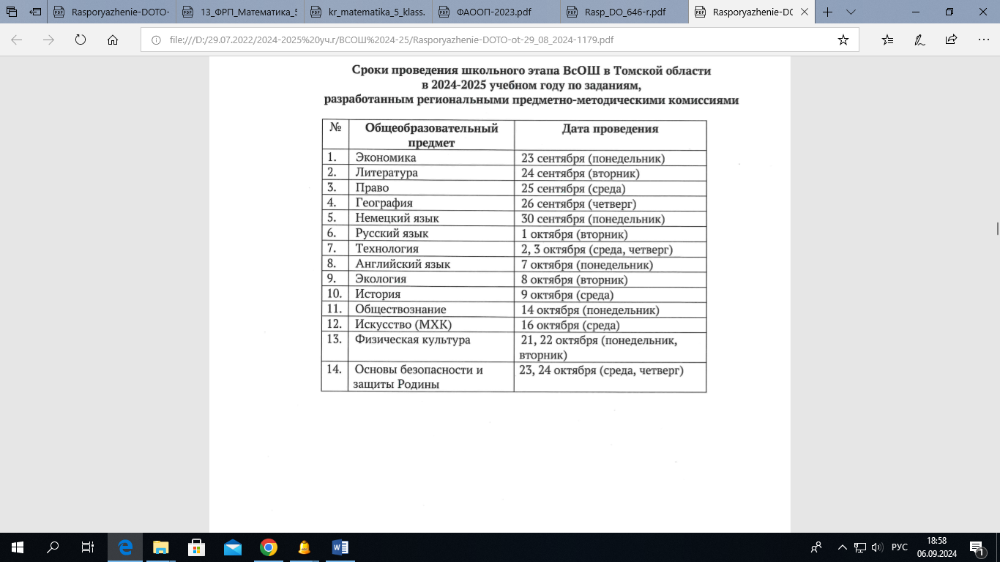 Rasporyazhenie-DOTO-
13_ФРП_Математика_5
kr_matematika_5_klass.
ФАООП-2023.pdf
Rasp_DO_646-r.pdf
Rasporyazhenie-DC
file:///D:/29.07.2022/2024-2025%20уч.г/ВСОШ%2024-25/Rasporyazhenie-DOTO-ot-29_08_2024-1179.pdf
Сроки проведения школьного этапа ВсОШ в Томской области
в 2024-2025 учебном году по заданиям,
разработанным региональными предметно-методическими комиссиями
№ Общеобразовательный Дата проведения
предмет
1. Экономика 23 сентября (понедельник)
2. Литература 24 сентября (вторник)
3. Право 25 сентября (среда)
4. География 26 сентября (четверг)
5. Немецкий язык 30 сентября (понедельник)
6. Русский язык 1 октября (вторник)
7. Технология 2, 3 октября (среда, четверг)
8. Английский язык 7 октября (понедельник)
9. Экология 8 октября (вторник)
10. История 9 октября (среда)
11. Обществознание 14 октября (понедельник)
12. Искусство (МХК) 16 октября (среда)
13. Физическая культура 21, 22 октября (понедельник,
вторник)
14. Основы безопасности и 23, 24 октября (среда, четверг)
защиты Родины
РУС
18:58
06.09.2024
1